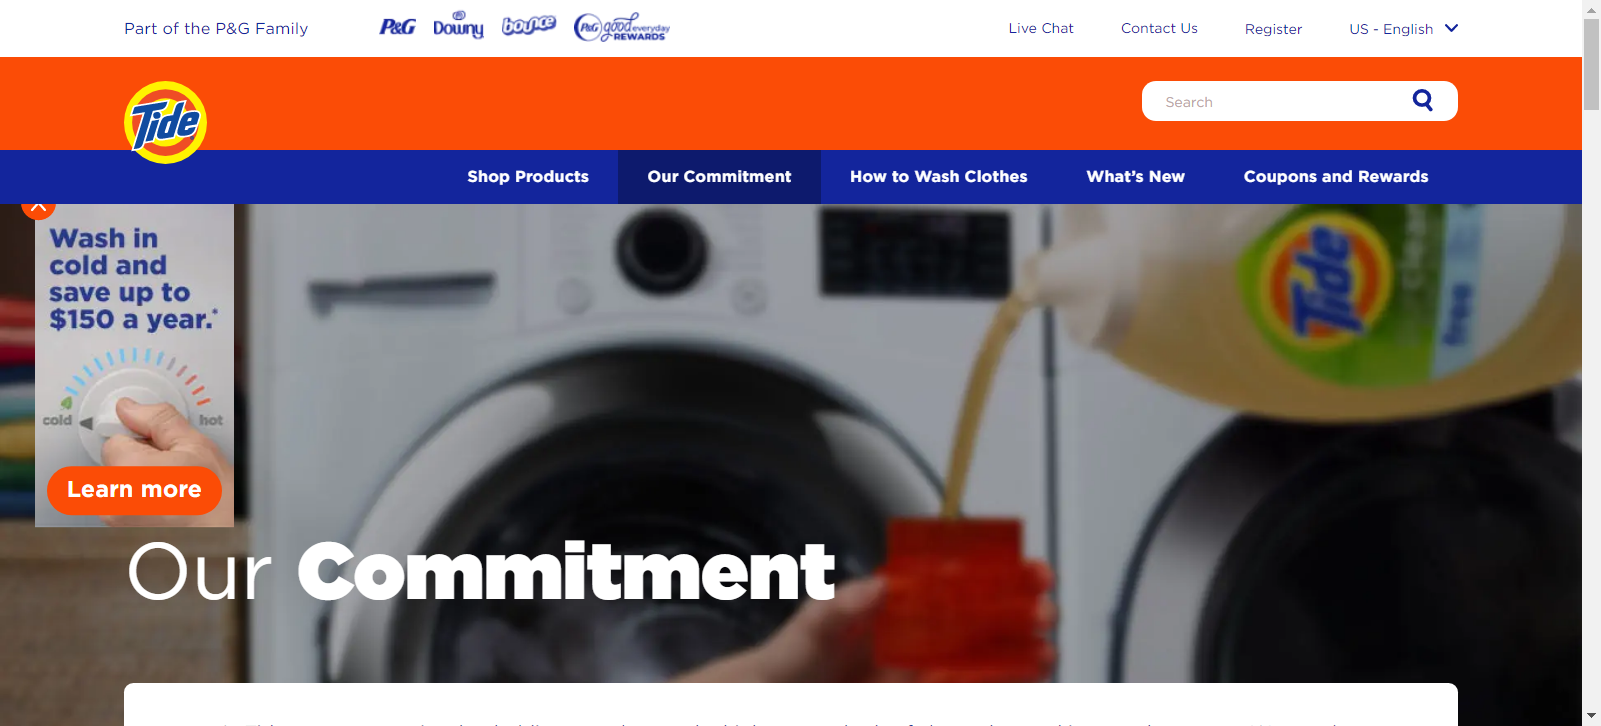 Part of the P&G Family
P&G
Downy
bounce
P&G good everyday
REWARDS
Live Chat
Contact Us
Register
US - English
Tide
Search
Shop Products
Our Commitment
How to Wash Clothes
What's New
Coupons and Rewards
Wash in
cold and
save up to
$150 a year.*
cold
hot
Learn more
Tide
clean
free
Our Commitment